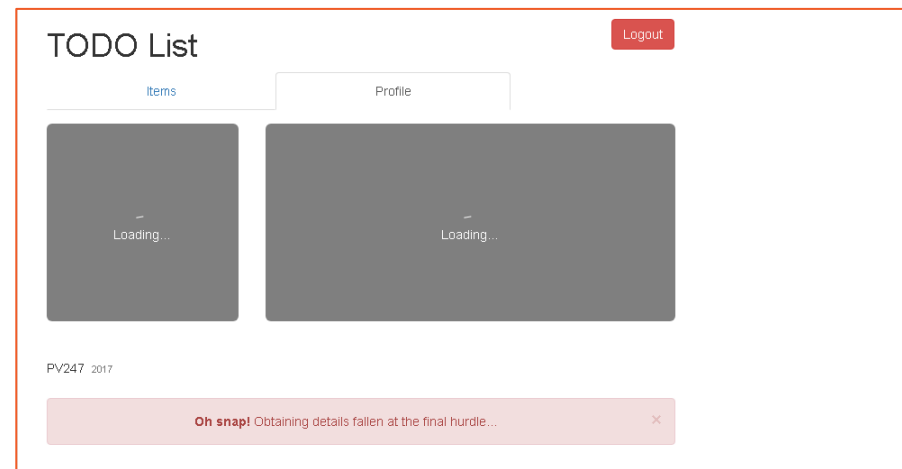 TODO List
Logout
Items
Profile
Loading...
Loading...
PV247 2017
Oh snap! Obtaining details fallen at the final hurdle...
×